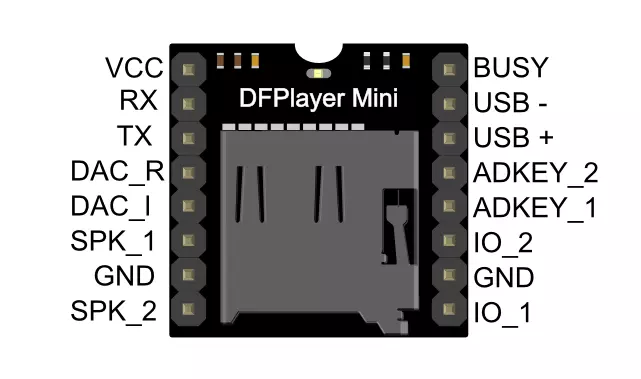 VCC
RX
TX
DAC_R
DAC_I
SPK_1
GND
SPK_2
DFPlayer Mini
BUSY
USB -
USB +
ADKEY_2
ADKEY_1
IO_2
GND
IO_1